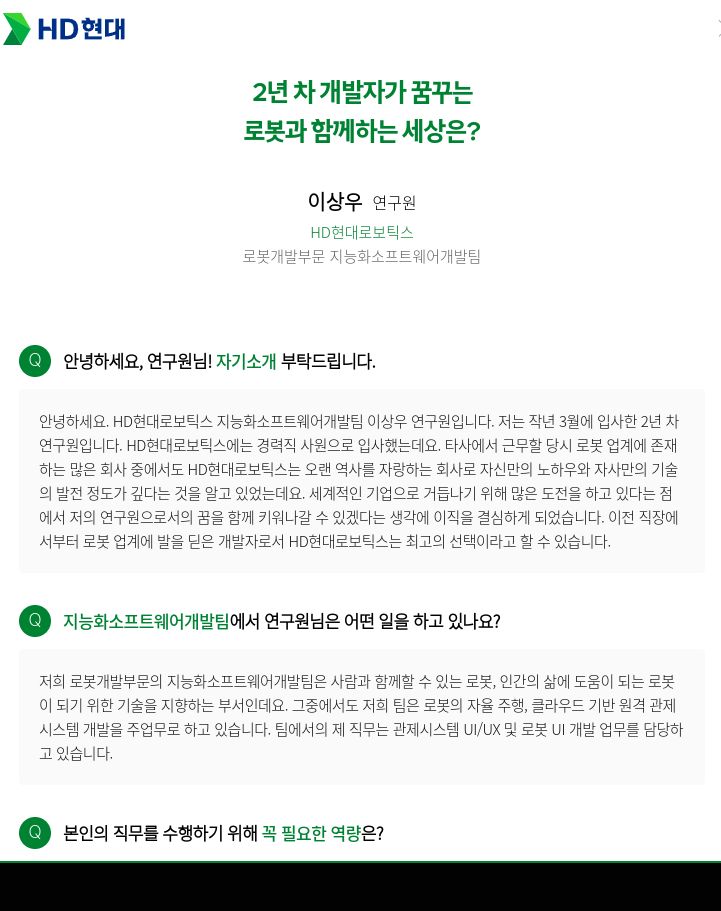 HD현대
2년 차 개발자가 꿈꾸는
로봇과 함께하는 세상은?
이상우 연구원
HD현대로보틱스
로봇개발부문 지능화소프트웨어개발팀
Q 안녕하세요, 연구원님! 자기소개 부탁드립니다.
안녕하세요. HD현대로보틱스 지능화소프트웨어개발팀 이상우 연구원입니다. 저는 작년 3월에 입사한 2년 차
연구원입니다. HD현대로보틱스에는 경력직 사원으로 입사했는데요. 타사에서 근무할 당시 로봇 업계에 존재
하는 많은 회사 중에서도 HD현대로보틱스는 오랜 역사를 자랑하는 회사로 자신만의 노하우와 자사만의 기술
의 발전 정도가 깊다는 것을 알고 있었는데요. 세계적인 기업으로 거듭나기 위해 많은 도전을 하고 있다는 점
에서 저의 연구원으로서의 꿈을 함께 키워나갈 수 있겠다는 생각에 이직을 결심하게 되었습니다. 이전 직장에
서부터 로봇 업계에 발을 딛은 개발자로서 HD현대로보틱스는 최고의 선택이라고 할 수 있습니다.
Q 지능화소프트웨어개발팀에서 연구원님은 어떤 일을 하고 있나요?
저희 로봇개발부문의 지능화소프트웨어개발팀은 사람과 함께할 수 있는 로봇, 인간의 삶에 도움이 되는 로봇
이 되기 위한 기술을 지향하는 부서인데요. 그중에서도 저희 팀은 로봇의 자율 주행, 클라우드 기반 원격 관제
시스템 개발을 주업무로 하고 있습니다. 팀에서의 제 직무는 관제시스템 UI/UX 및 로봇 UI 개발 업무를 담당하
고 있습니다.
Q 본인의 직무를 수행하기 위해 꼭 필요한 역량은?